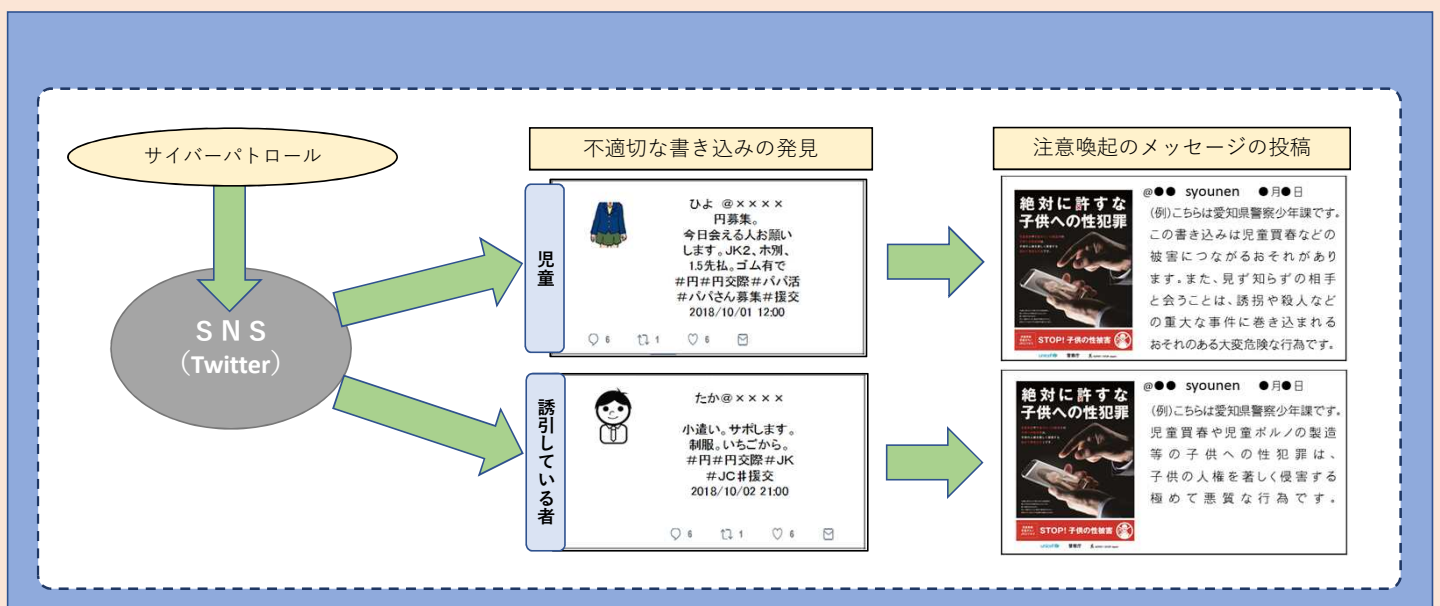 サイバーパトロール
SNS
(Twitter)
不適切な書き込みの発見
児童
ひよ @××××
円募集。
今日会える人お願い
します。JK2、ホ別、
1.5先払。ゴム有で
#円#円交際#パパ活
#パパさん募集#援交
2018/10/01 12:00
6 1 6
誘引している者
たか@××××
小遣い。サポします。
制服。いちごから。
#円#円交際#JK
#JC#援交
2018/10/02 21:00
6 1 6
注意喚起のメッセージの投稿
絶対に許すな
子供への性犯罪
STOP! 子供の性被害
unicef
警察庁
@●● syounen ●月●日
(例)こちらは愛知県警察少年課です。
この書き込みは児童買春などの
被害につながるおそれがあり
ます。また、見ず知らずの相手
と会うことは、誘拐や殺人など
の重大な事件に巻き込まれる
おそれのある大変危険な行為です。
絶対に許すな
子供への性犯罪
STOP! 子供の性被害
unicef
警察庁
@●● syounen ●月●日
(例)こちらは愛知県警察少年課です。
児童買春や児童ポルノの製造
等の子供への性犯罪は、
子供の人権を著しく侵害する
極めて悪質な行為です。